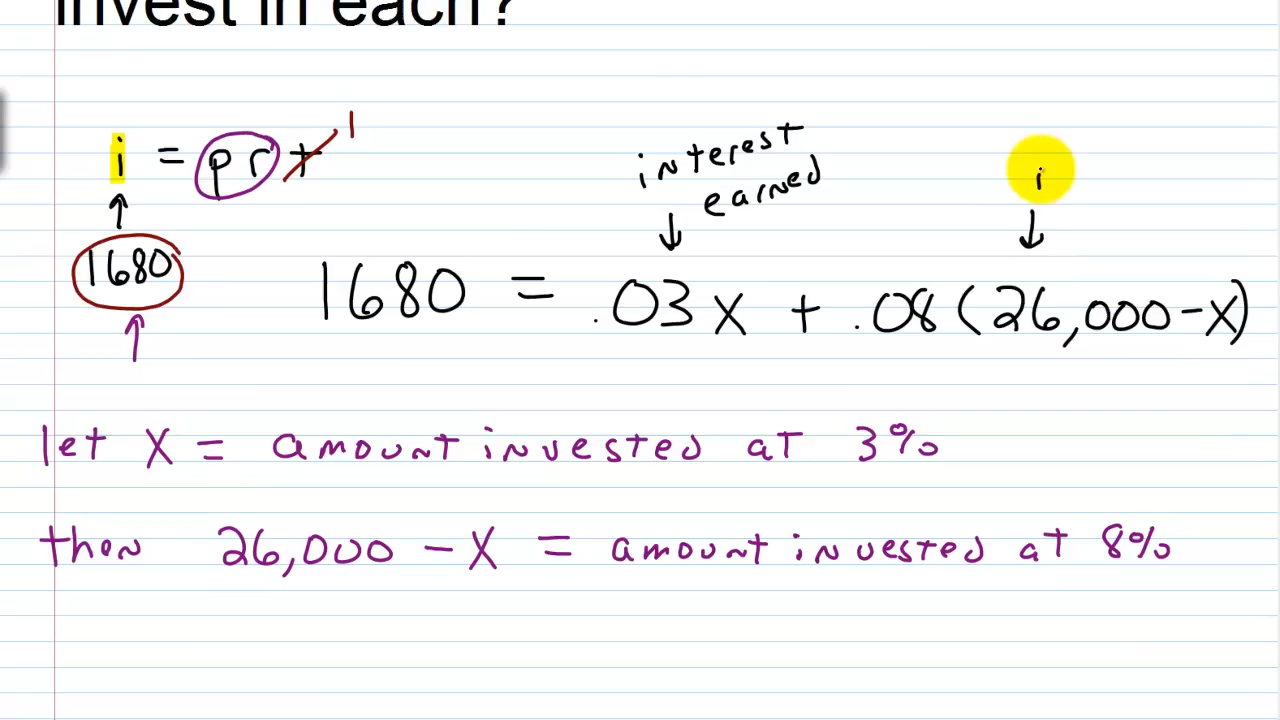 invest in each?
i = prt 1
interest
earned
i
1680
1680 = .03x + .08(26,000-x)
let x = amount invested at 3%
then 26,000 - x = amount invested at 8%